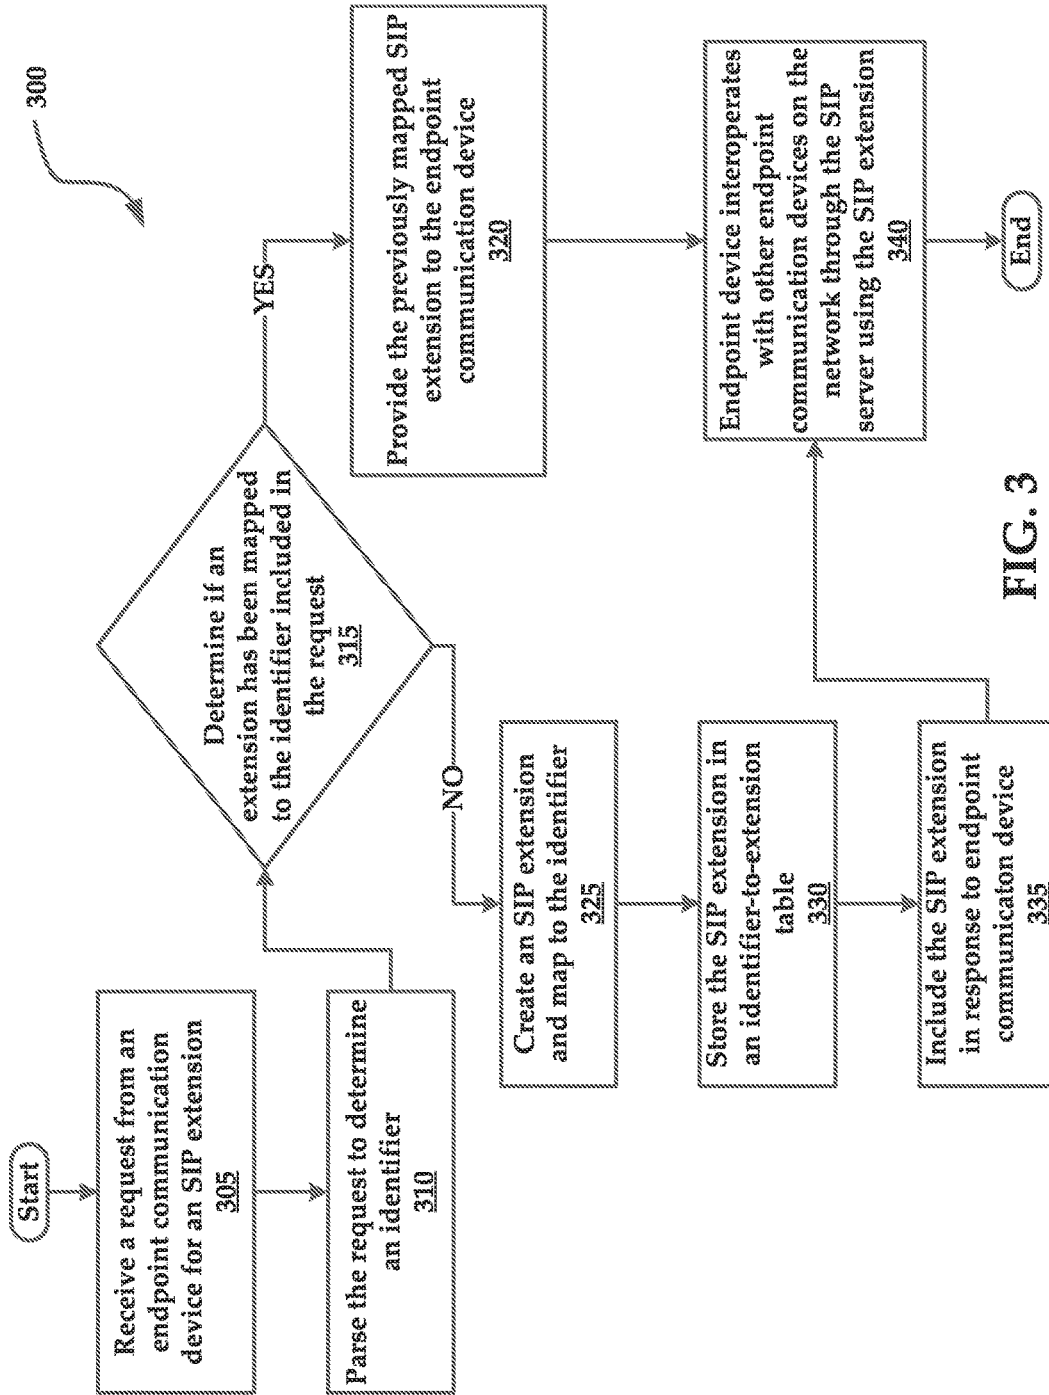 300
Start
Receive a request from an
endpoint communication
device for an SIP extension
305
Parse the request to determine
an identifier
310
Determine if an
extension has been mapped
to the identifier included in
the request
315
YES
Provide the previously mapped SIP
extension to the endpoint
communication device
320
NO
Create an SIP extension
and map to the identifier
325
Store the SIP extension in
an identifier-to-extension
table
330
Include the SIP extension
in response to endpoint
communicaton device
335
Endpoint device interoperates
with other endpoint
communication devices on the
network through the SIP
server using the SIP extension
340
End
FIG. 3